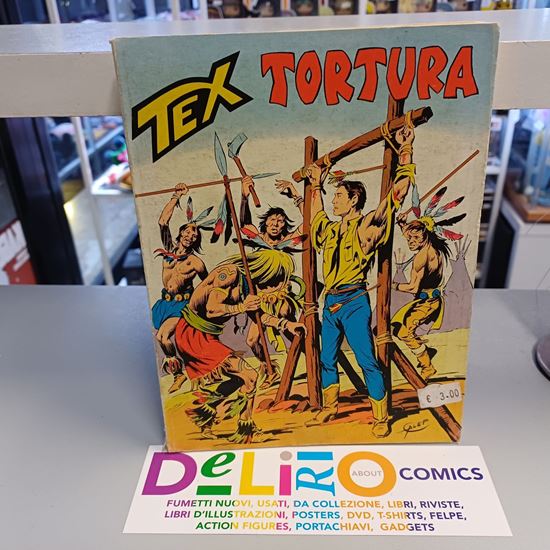 TEX
TORTURA
€ 3.00
GALEP
DeLiRiO ABOUT COMICS
FUMETTI NUOVI, USATI, DA COLLEZIONE, LIBRI, RIVISTE,
LIBRI D'ILLUSTRAZIONI, POSTERS, DVD, T-SHIRTS, FELPE,
ACTION FIGURES, PORTACHIAVI, GADGETS